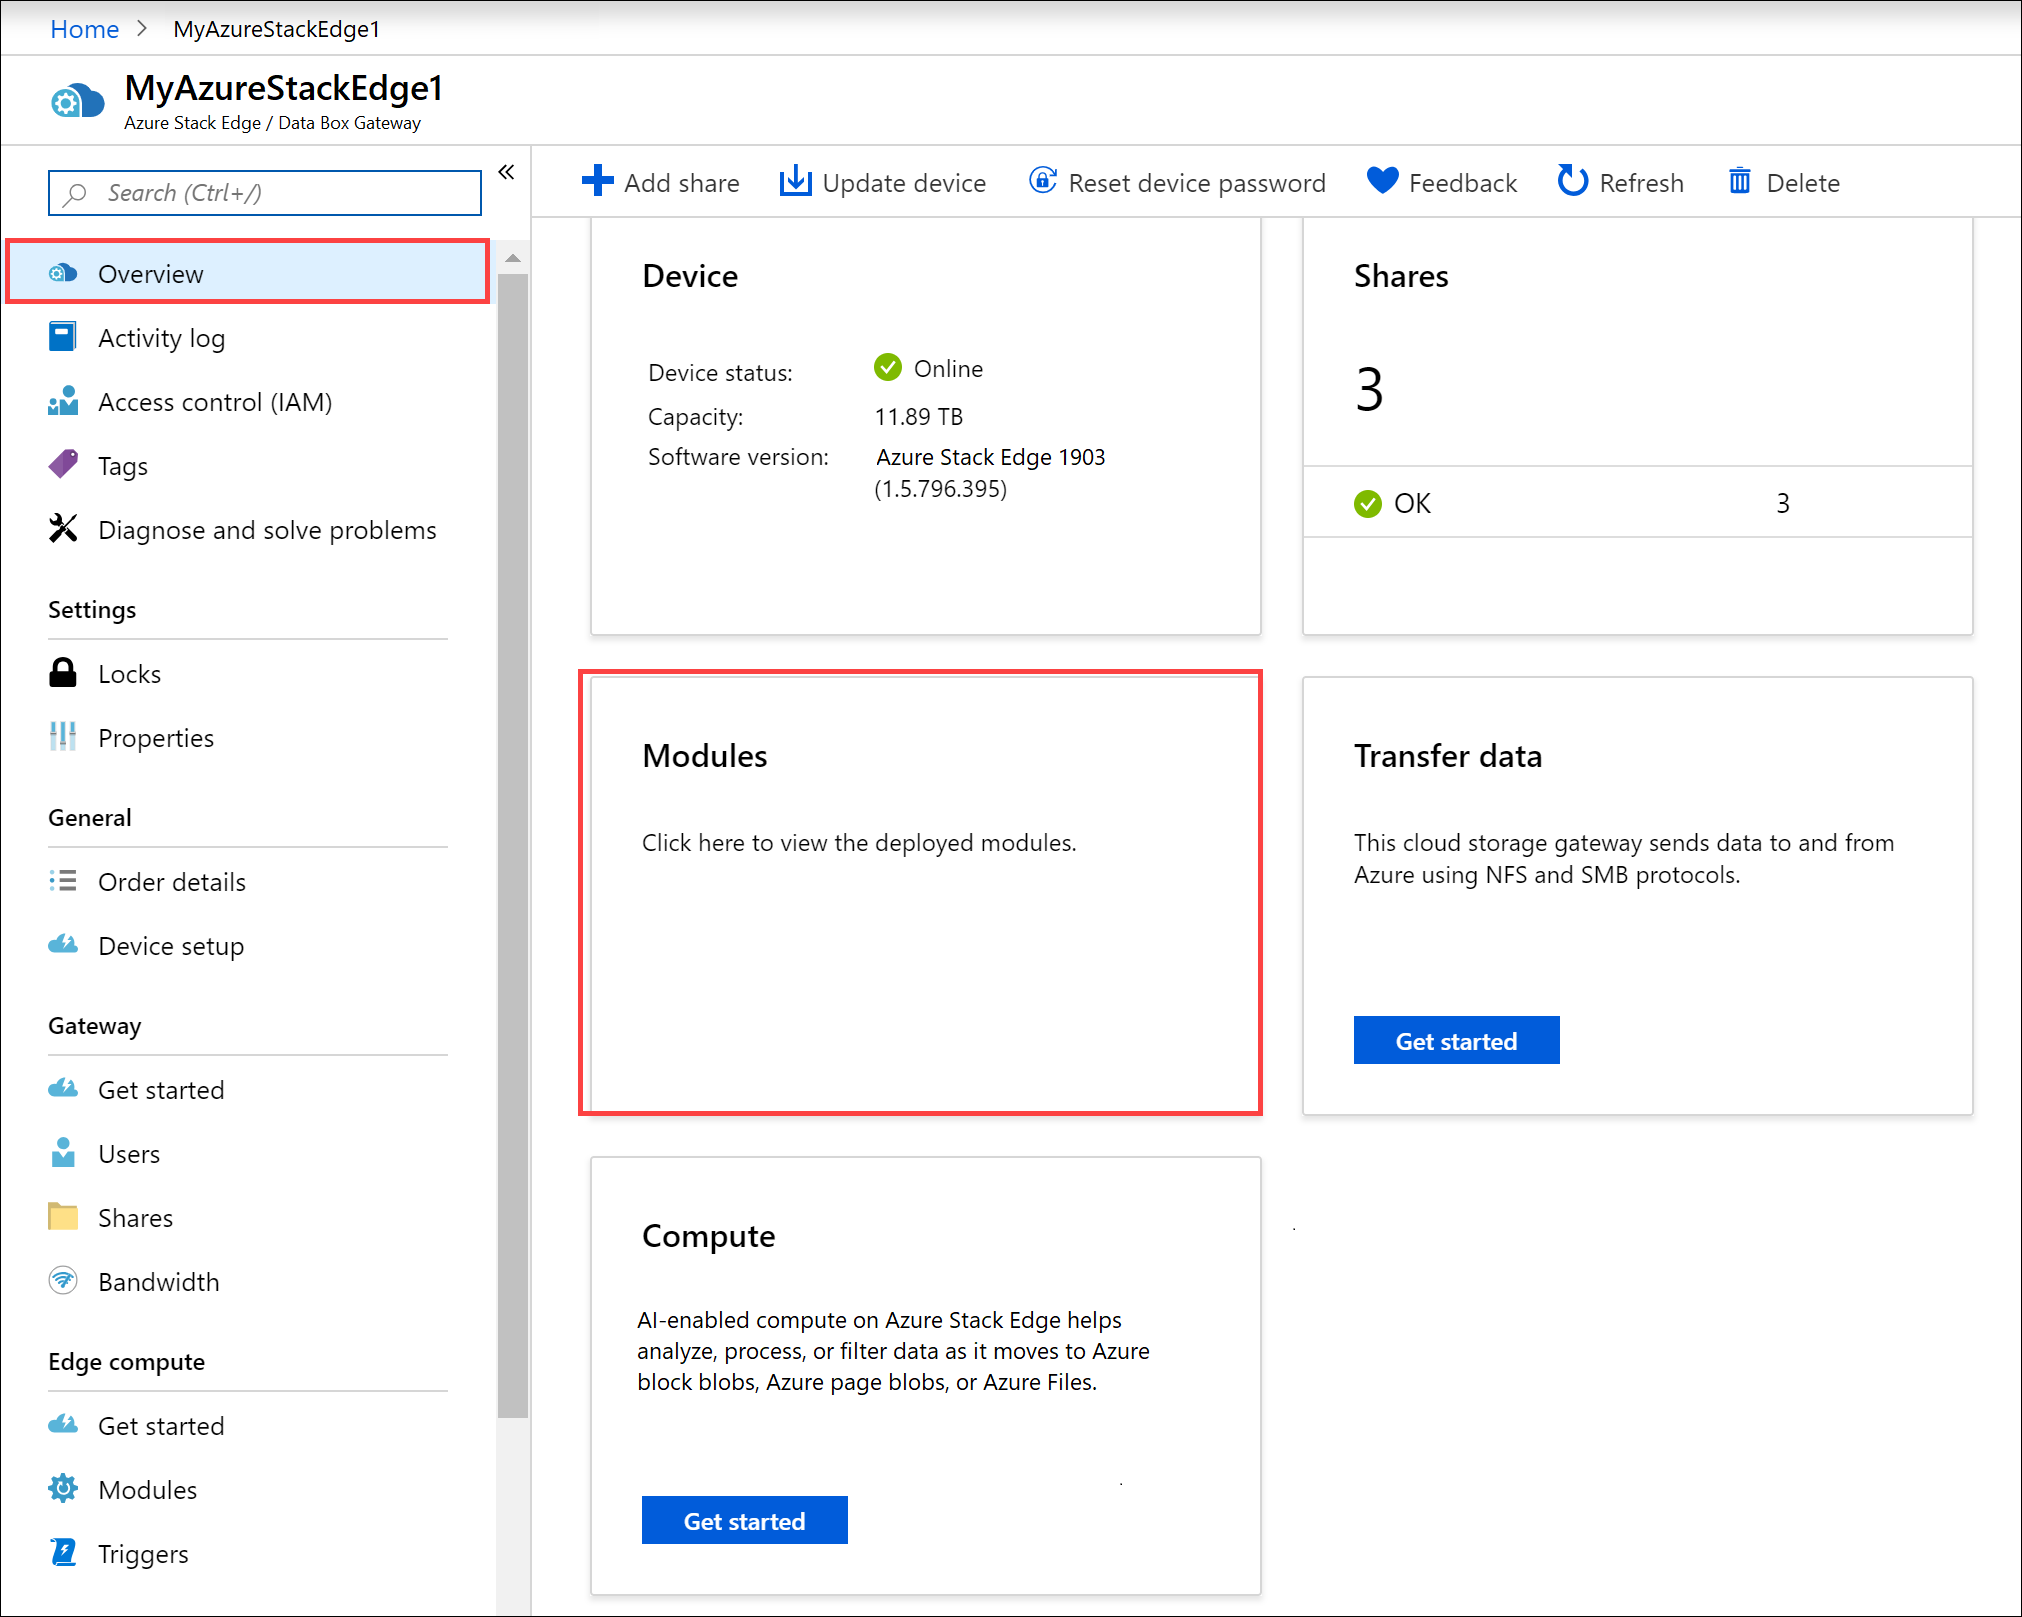 Home > MyAzureStackEdge1
MyAzureStackEdge1
Azure Stack Edge / Data Box Gateway
Search (Ctrl+/)
«
Overview
Activity log
Access control (IAM)
Tags
Diagnose and solve problems
Settings
Locks
Properties
General
Order details
Device setup
Gateway
Get started
Users
Shares
Bandwidth
Edge compute
Get started
Modules
Triggers
Add share
Update device
Reset device password
Feedback
Refresh
Delete
Device
Device status: Online
Capacity: 11.89 TB
Software version: Azure Stack Edge 1903
(1.5.796.395)
Shares
3
OK 3
Modules
Click here to view the deployed modules.
Transfer data
This cloud storage gateway sends data to and from
Azure using NFS and SMB protocols.
Get started
Compute
AI-enabled compute on Azure Stack Edge helps
analyze, process, or filter data as it moves to Azure
block blobs, Azure page blobs, or Azure Files.
Get started